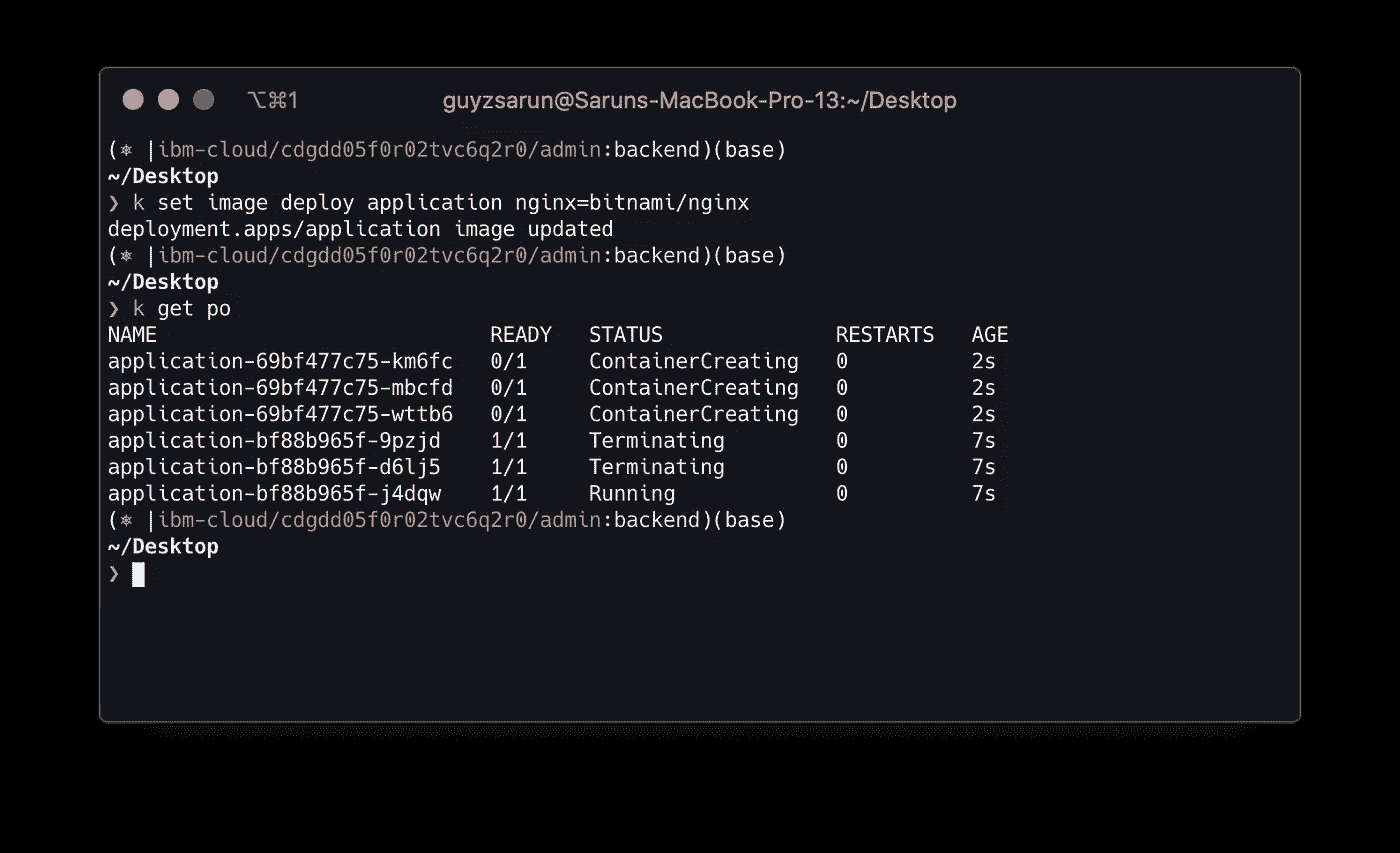 ⌥⌘1 guyzsarun@Saruns-MacBook-Pro-13:~/Desktop
(⎈ |ibm-cloud/cdgdd05f0r02tvc6q2r0/admin:backend)(base)
~/Desktop
❯ k set image deploy application nginx=bitnami/nginx
deployment.apps/application image updated
(⎈ |ibm-cloud/cdgdd05f0r02tvc6q2r0/admin:backend)(base)
~/Desktop
❯ k get po
NAME READY STATUS RESTARTS AGE
application-69bf477c75-km6fc 0/1 ContainerCreating 0 2s
application-69bf477c75-mbcfd 0/1 ContainerCreating 0 2s
application-69bf477c75-wttb6 0/1 ContainerCreating 0 2s
application-bf88b965f-9pzjd 1/1 Terminating 0 7s
application-bf88b965f-d6lj5 1/1 Terminating 0 7s
application-bf88b965f-j4dqw 1/1 Running 0 7s
(⎈ |ibm-cloud/cdgdd05f0r02tvc6q2r0/admin:backend)(base)
~/Desktop
❯